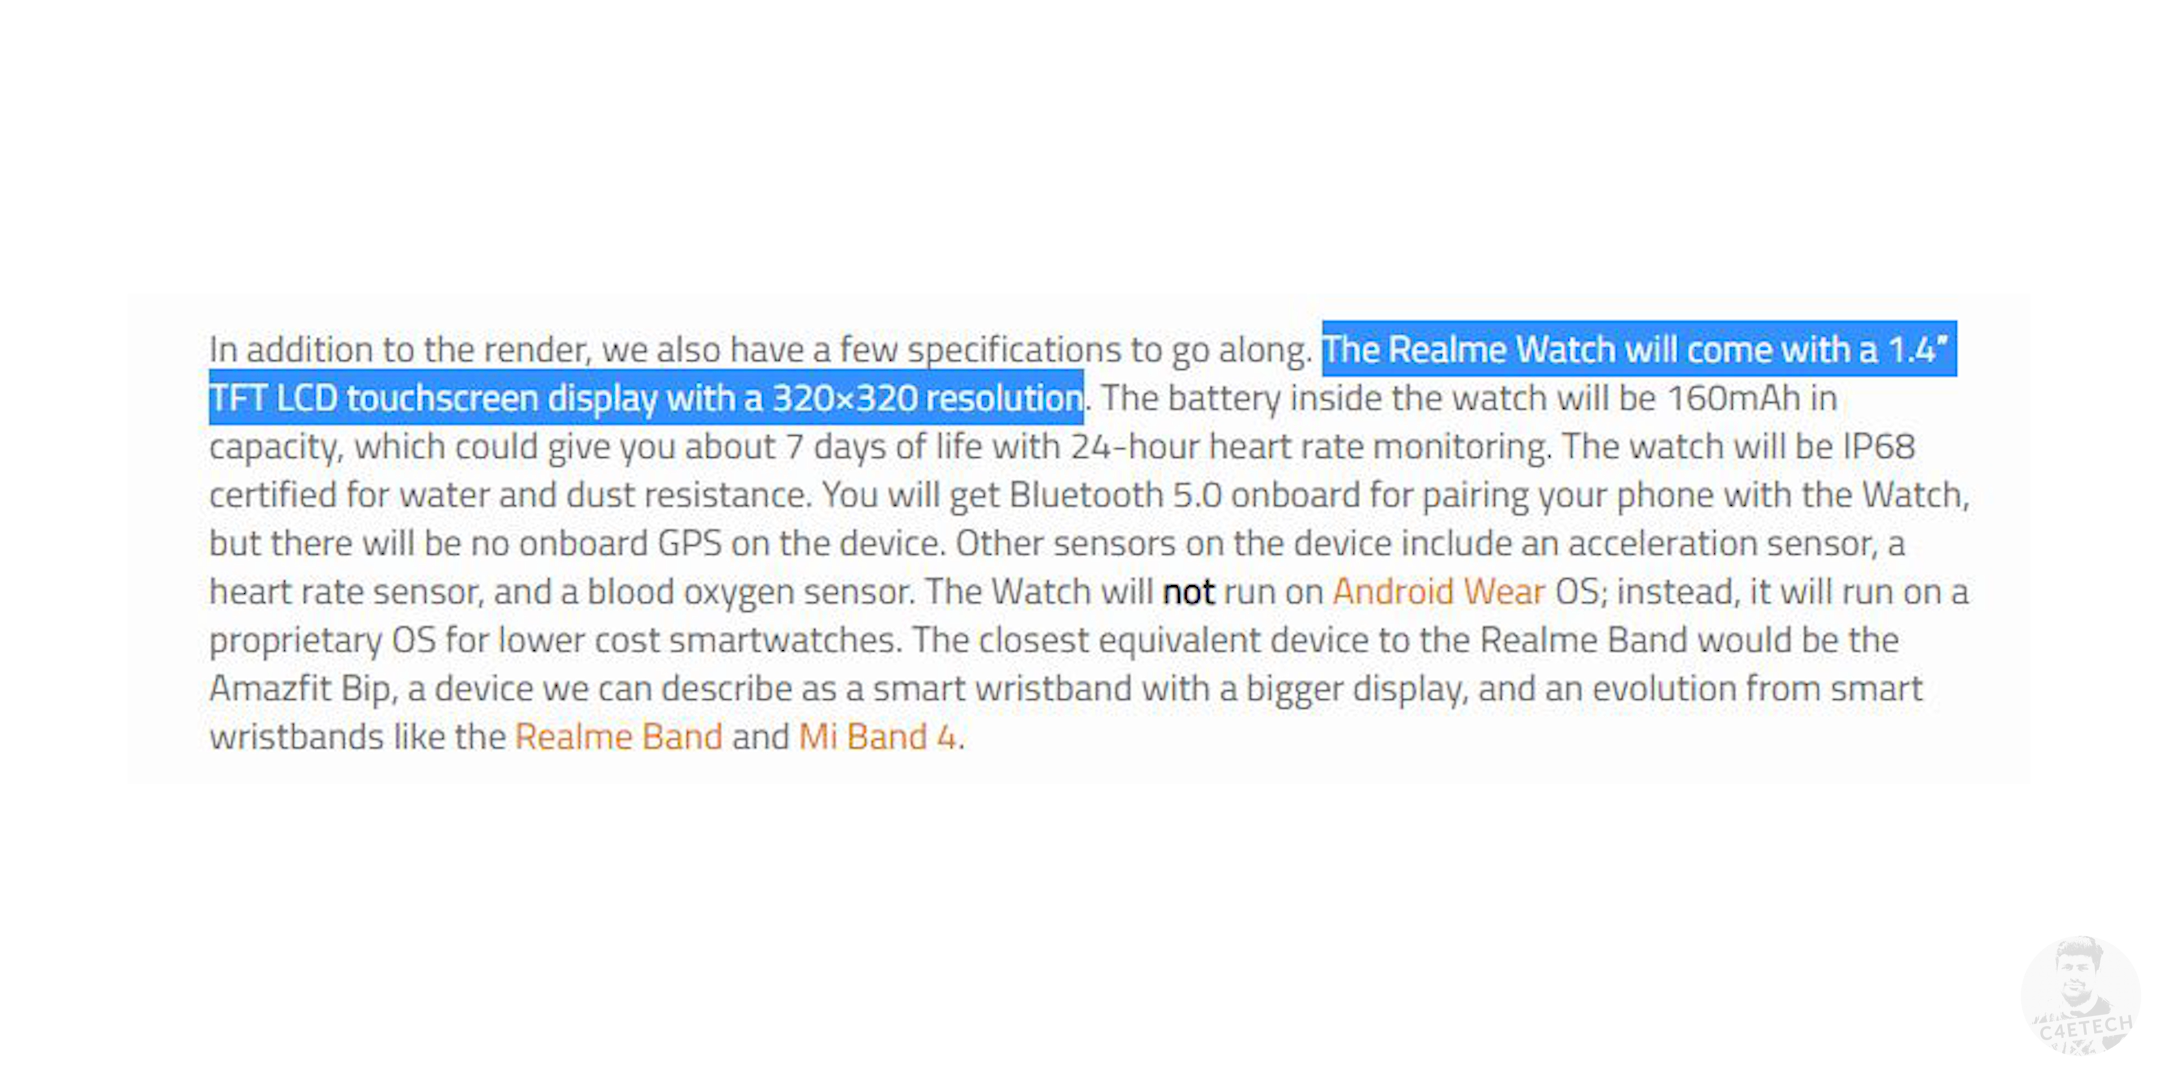 In addition to the render, we also have a few specifications to go along. The Realme Watch will come with a 1.4”
TFT LCD touchscreen display with a 320×320 resolution. The battery inside the watch will be 160mAh in
capacity, which could give you about 7 days of life with 24-hour heart rate monitoring. The watch will be IP68
certified for water and dust resistance. You will get Bluetooth 5.0 onboard for pairing your phone with the Watch,
but there will be no onboard GPS on the device. Other sensors on the device include an acceleration sensor, a
heart rate sensor, and a blood oxygen sensor. The Watch will not run on Android Wear OS; instead, it will run on a
proprietary OS for lower cost smartwatches. The closest equivalent device to the Realme Band would be the
Amazfit Bip, a device we can describe as a smart wristband with a bigger display, and an evolution from smart
wristbands like the Realme Band and Mi Band 4.
C4ETECH